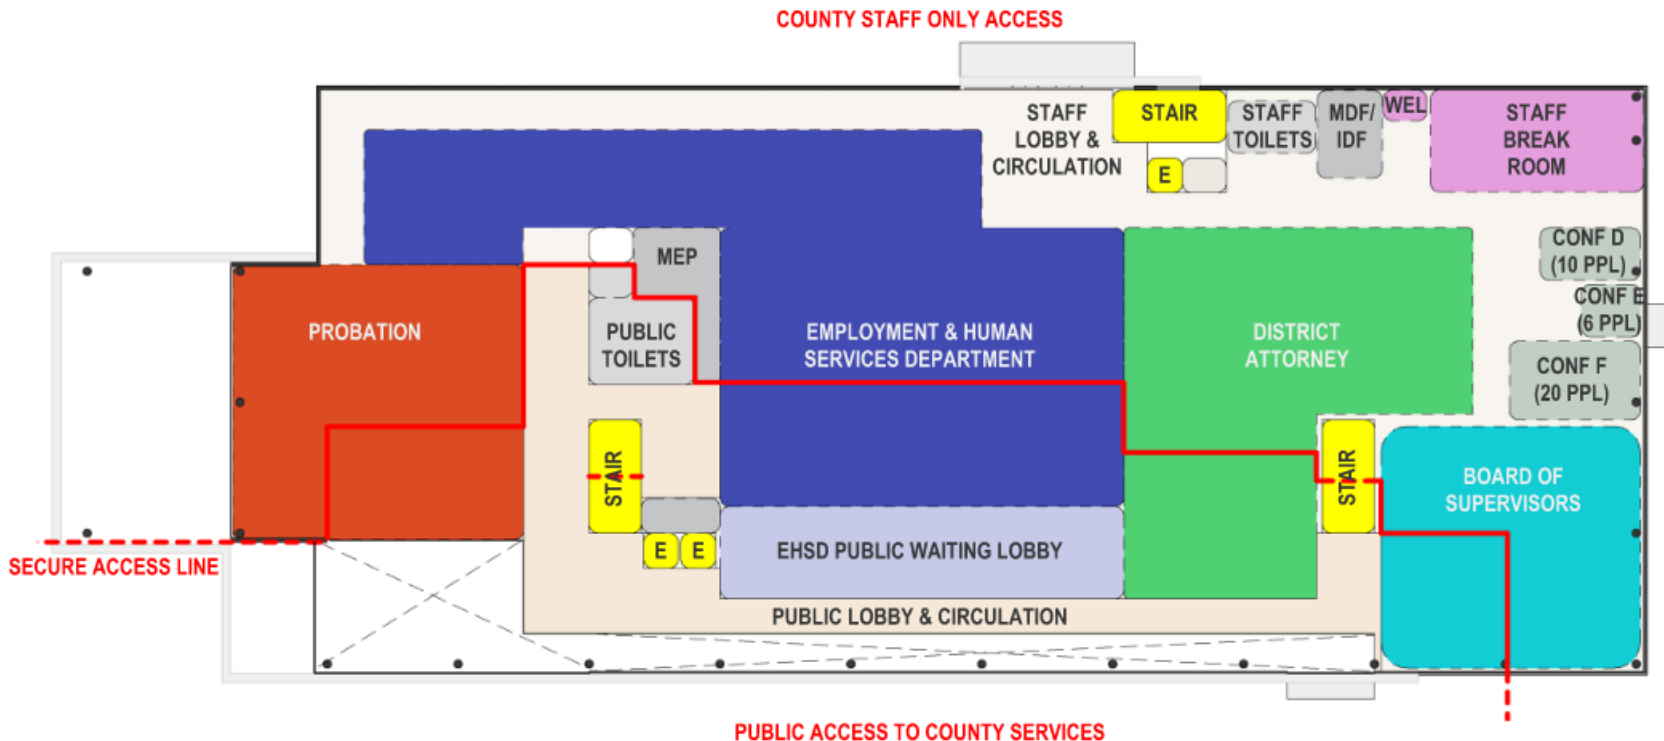 COUNTY STAFF ONLY ACCESS
STAFF
LOBBY &
CIRCULATION
STAIR
E
STAFF
TOILETS
MDF/
IDF
WEL
STAFF
BREAK
ROOM
MEP
CONF D
(10 PPL)
CONF E
(6 PPL)
PROBATION
PUBLIC
TOILETS
EMPLOYMENT & HUMAN
SERVICES DEPARTMENT
DISTRICT
ATTORNEY
CONF F
(20 PPL)
STAIR
STAIR
BOARD OF
SUPERVISORS
E
E
EHSD PUBLIC WAITING LOBBY
SECURE ACCESS LINE
PUBLIC LOBBY & CIRCULATION
PUBLIC ACCESS TO COUNTY SERVICES